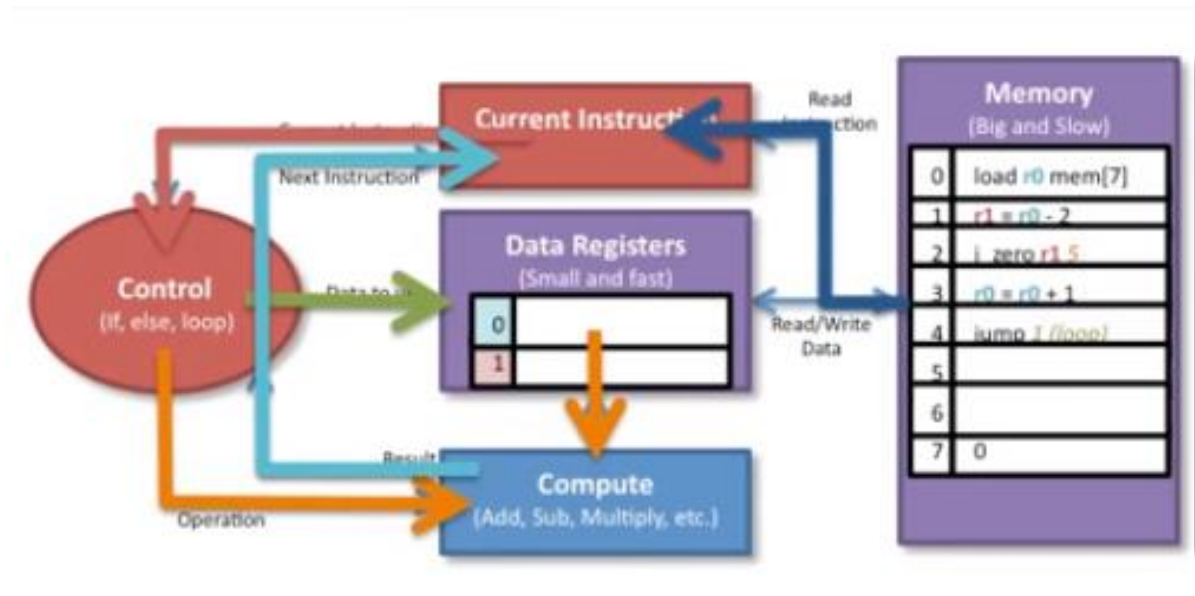 Current Instruction
Read
Instruction
Next Instruction
Control
(If, else, loop)
Data Registers
(Small and fast)
0
1
Read/Write
Data
Result
Compute
(Add, Sub, Multiply, etc.)
Operation
Memory
(Big and Slow)
0 load r0 mem[7]
1 r1 = r0 - 2
2 j_zero r1 5
3 r0 = r0 + 1
4 jump 1 (loop)
5
6
7 0